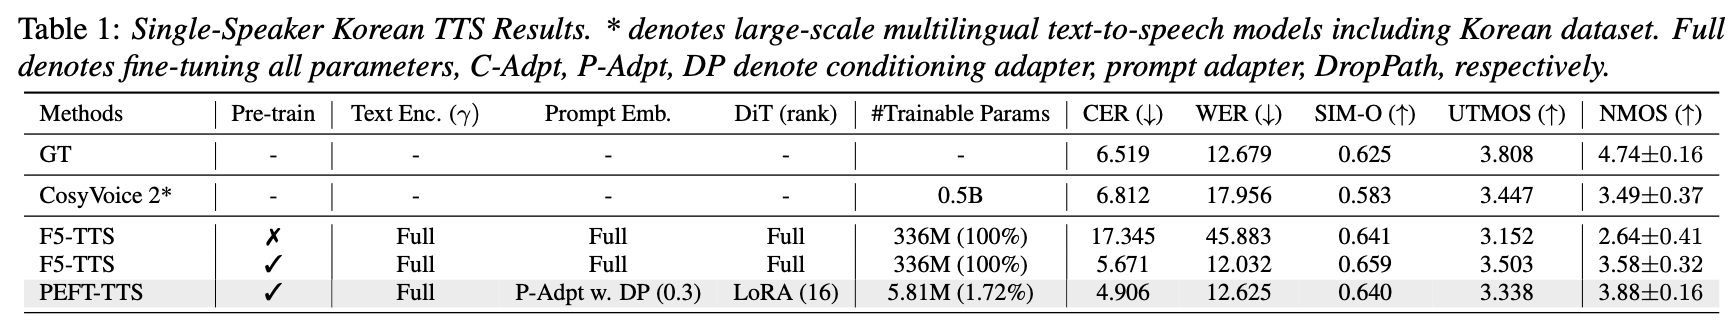 Table 1: Single-Speaker Korean TTS Results. * denotes large-scale multilingual text-to-speech models including Korean dataset. Full
denotes fine-tuning all parameters, C-Adpt, P-Adpt, DP denote conditioning adapter, prompt adapter, DropPath, respectively.
Methods Pre-train Text Enc. (γ) Prompt Emb. DiT (rank) #Trainable Params CER (↓) WER (↓) SIM-O (↑) UTMOS (↑) NMOS (↑)
GT - - - - - 6.519 12.679 0.625 3.808 4.74±0.16
CosyVoice 2* - - - - 0.5B 6.812 17.956 0.583 3.447 3.49±0.37
F5-TTS ✗ Full Full Full 336M (100%) 17.345 45.883 0.641 3.152 2.64±0.41
F5-TTS ✓ Full Full Full 336M (100%) 5.671 12.032 0.659 3.503 3.58±0.32
PEFT-TTS ✓ Full P-Adpt w. DP (0.3) LoRA (16) 5.81M (1.72%) 4.906 12.625 0.640 3.338 3.88±0.16